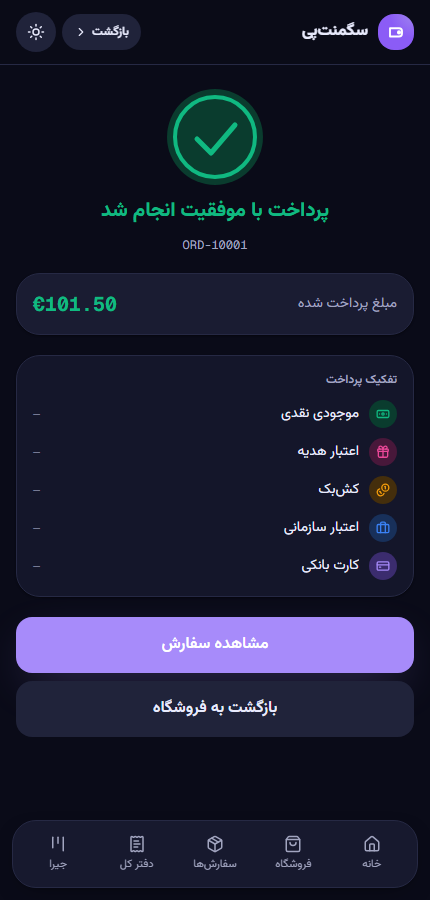 سگمنت‌پی
بازگشت
پرداخت با موفقیت انجام شد
ORD-10001
مبلغ پرداخت شده
€101.50
تفکیک پرداخت
موجودی نقدی –
اعتبار هدیه –
کش‌بک –
اعتبار سازمانی –
کارت بانکی –
مشاهده سفارش
بازگشت به فروشگاه
خانه
فروشگاه
سفارش‌ها
دفتر کل
جیرا